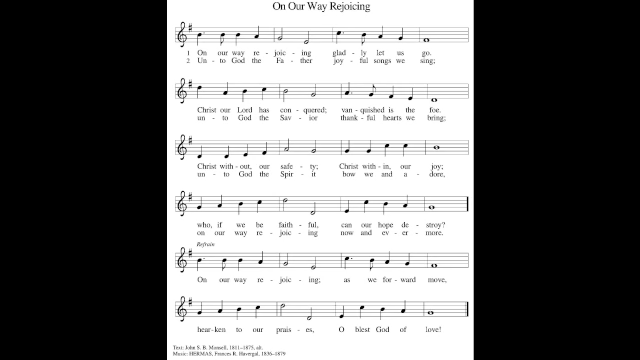 On Our Way Rejoicing
1 On our way re - joic - ing glad - ly let us go.
2 Un - to God the Fa - ther joy - ful songs we sing;
Christ our Lord has con - quered; van - quished is the foe.
un - to God the Sav - ior thank - ful hearts we bring;
Christ with - out, our safe - ty; Christ with - in, our joy;
un - to God the Spir - it bow we and a - dore,
who, if we be faith - ful, can our hope de - stroy?
on our way re - joic - ing now and ev - er - more.
Refrain
On our way re - joic - ing; as we for - ward move,
hear - ken to our prais - es, O blest God of love!
Text: John S. B. Monsell, 1811–1875, alt.
Music: HERMAS, Frances R. Havergal, 1836–1879